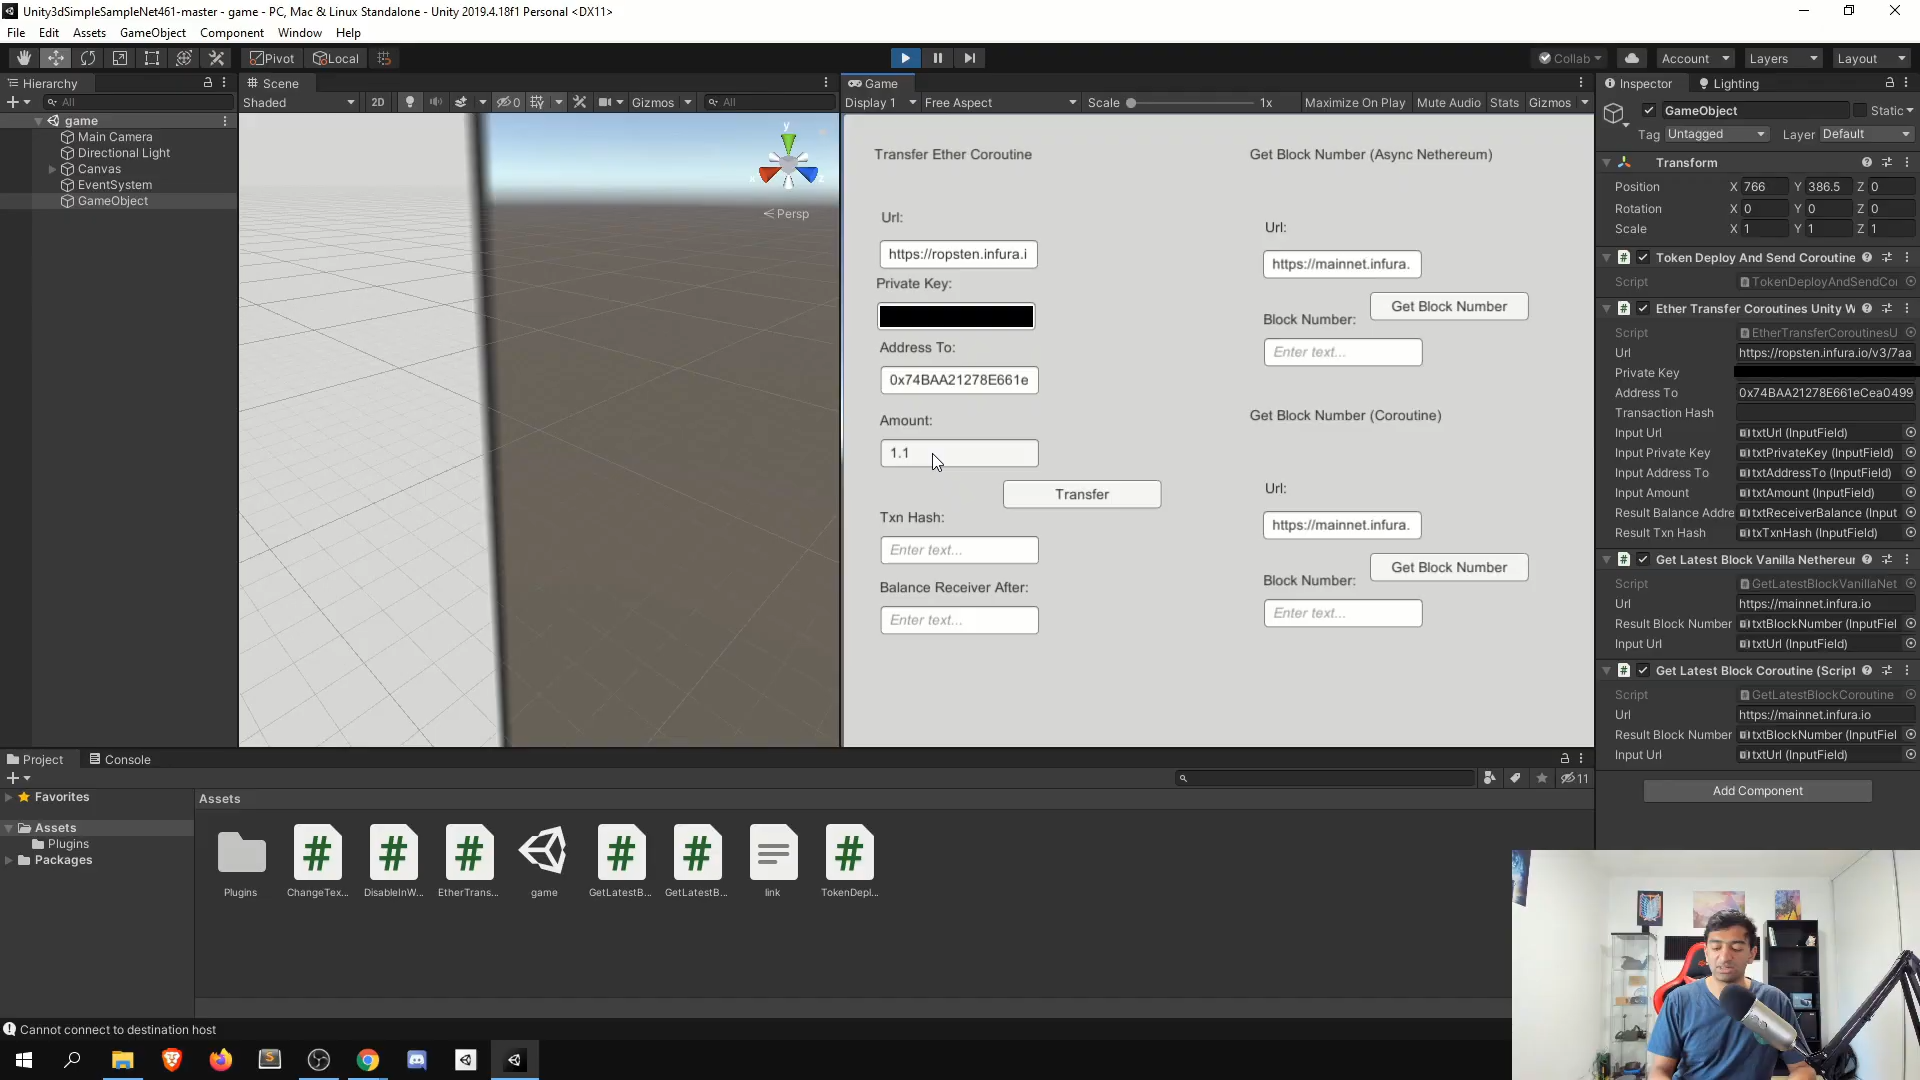 Unity3dSimpleSampleNet461-master - game - PC, Mac & Linux Standalone - Unity 2019.4.18f1 Personal <DX11>
File Edit Assets GameObject Component Window Help
Pivot Local Collab Account Layers Layout
Hierarchy
All
game
Main Camera
Directional Light
Canvas
EventSystem
GameObject
Scene
Shaded 2D 0 Gizmos All
y
x
z
Persp
Game
Display 1 Free Aspect Scale 1x Maximize On Play Mute Audio Stats Gizmos
Transfer Ether Coroutine
Url:
https://ropsten.infura.i
Private Key:
Address To:
0x74BAA21278E661e
Amount:
1.1
Transfer
Txn Hash:
Enter text...
Balance Receiver After:
Enter text...
Get Block Number (Async Nethereum)
Url:
https://mainnet.infura.
Get Block Number
Block Number:
Enter text...
Get Block Number (Coroutine)
Url:
https://mainnet.infura.
Get Block Number
Block Number:
Enter text...
Inspector Lighting
GameObject Static
Tag Untagged Layer Default
Transform
Position X 766 Y 386.5 Z 0
Rotation X 0 Y 0 Z 0
Scale X 1 Y 1 Z 1
# Token Deploy And Send Coroutine
Script TokenDeployAndSendCo
# Ether Transfer Coroutines Unity W
Script EtherTransferCoroutinesU
Url https://ropsten.infura.io/v3/7aa
Private Key
Address To 0x74BAA21278E661eCea0499
Transaction Hash
Input Url txtUrl (InputField)
Input Private Key txtPrivateKey (InputField)
Input Address To txtAddressTo (InputField)
Input Amount txtAmount (InputField)
Result Balance Addre txtReceiverBalance (Input
Result Txn Hash txtTxnHash (InputField)
# Get Latest Block Vanilla Nethereur
Script GetLatestBlockVanillaNet
Url https://mainnet.infura.io
Result Block Number txtBlockNumber (InputFiel
Input Url txtUrl (InputField)
# Get Latest Block Coroutine (Script
Script GetLatestBlockCoroutine
Url https://mainnet.infura.io
Result Block Number txtBlockNumber (InputFiel
Input Url txtUrl (InputField)
Add Component
Project Console
11
Favorites
Assets
Plugins
Packages
Assets
Plugins ChangeTex... DisableInW... EtherTrans... game GetLatestB... GetLatestB... link TokenDepl...
Cannot connect to destination host